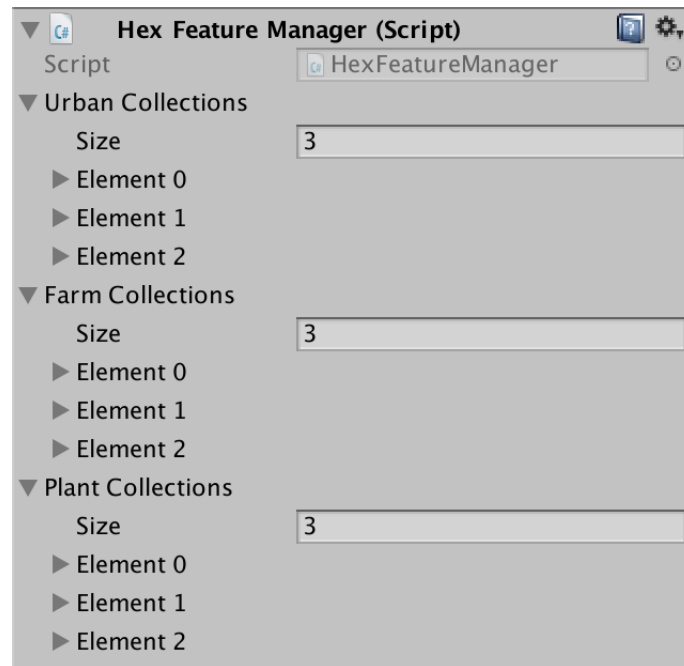 Hex Feature Manager (Script)
Script HexFeatureManager
Urban Collections
Size 3
Element 0
Element 1
Element 2
Farm Collections
Size 3
Element 0
Element 1
Element 2
Plant Collections
Size 3
Element 0
Element 1
Element 2